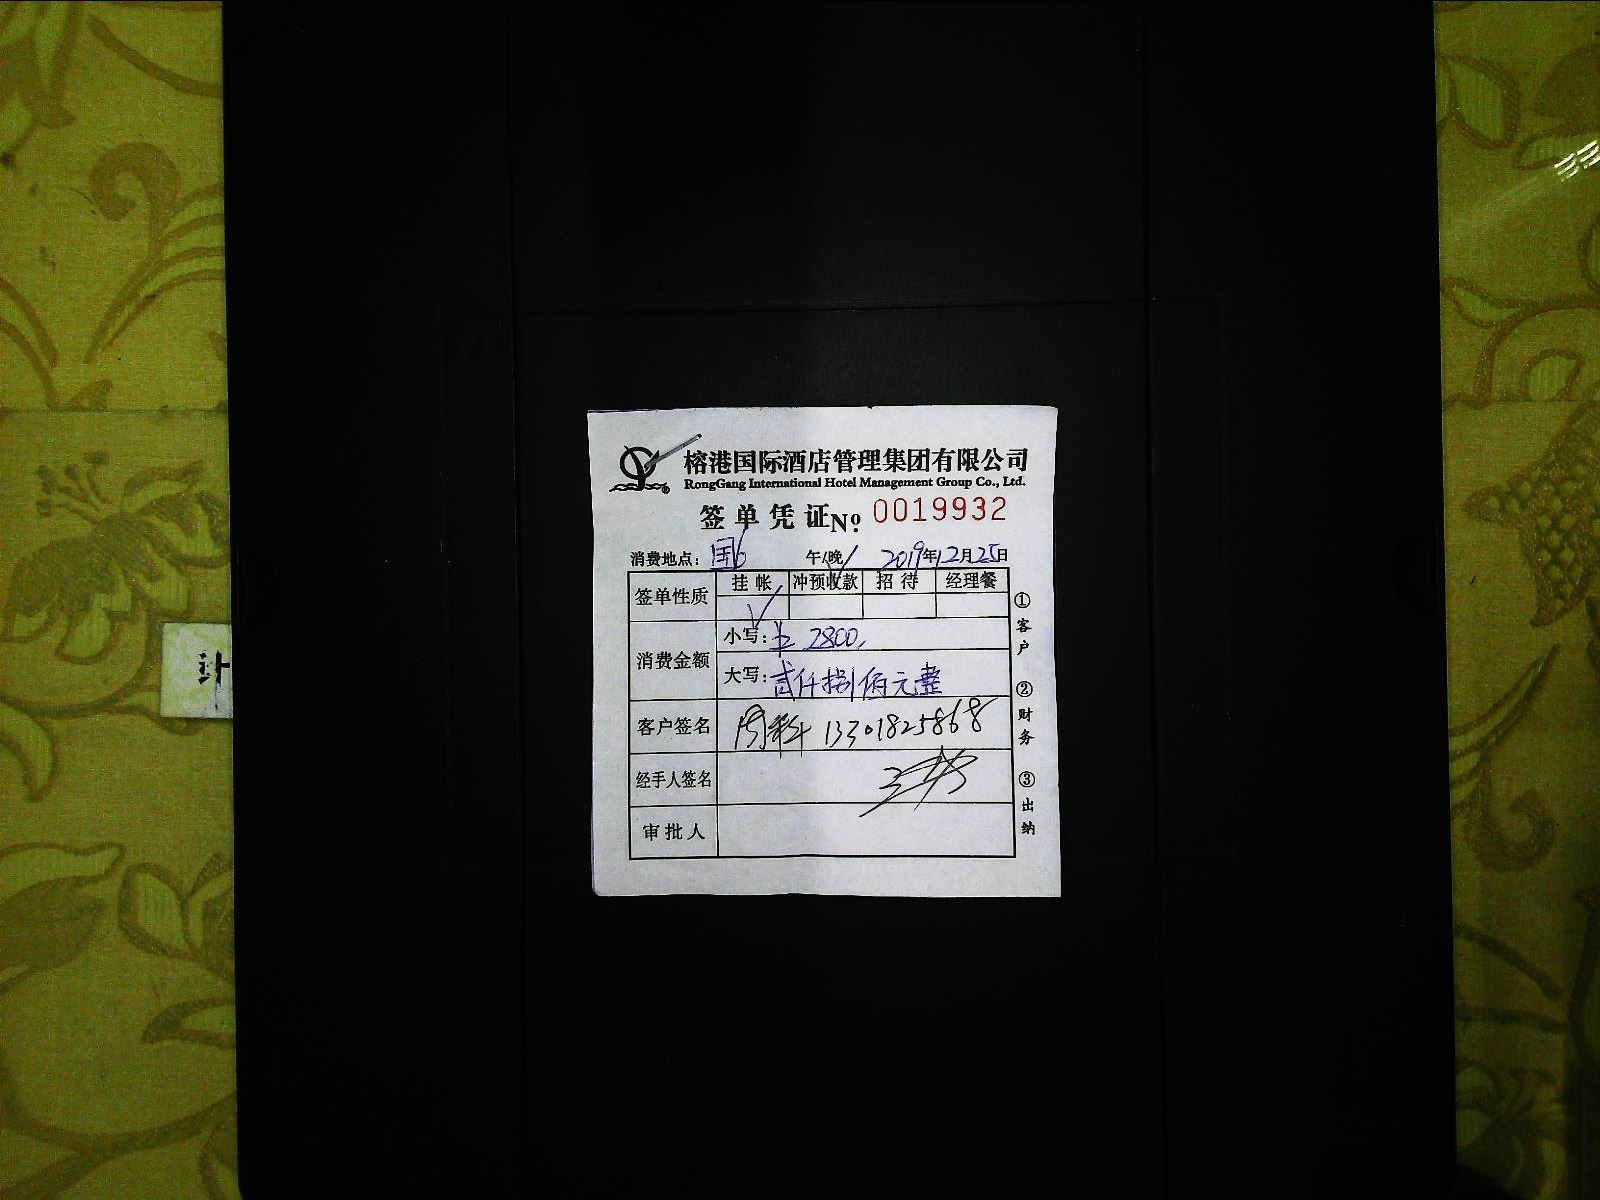 榕港国际酒店管理集团有限公司
RongGang International Hotel Management Group Co., Ltd.
签单凭证 No. 0019932
消费地点: 国6 午/晚√ 2019年12月25日
签单性质 挂帐 冲预收款 招待 经理餐
√
消费金额 小写: ¥ 2800.
大写: 贰仟捌佰元整
客户签名 13301825868
经手人签名
审批人
①客户 ②财务 ③出纳
计